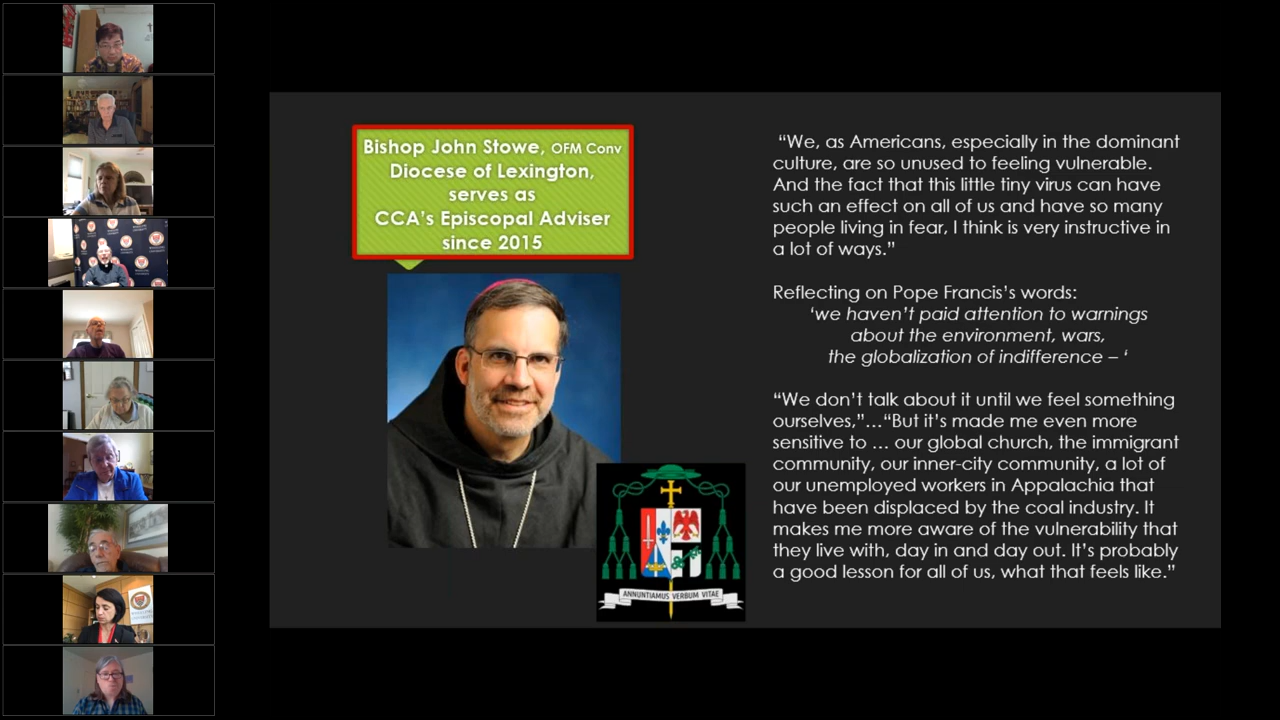 Bishop John Stowe, OFM Conv
Diocese of Lexington,
serves as
CCA's Episcopal Adviser
since 2015
ANNUNTIAMUS VERBUM VITAE
“We, as Americans, especially in the dominant
culture, are so unused to feeling vulnerable.
And the fact that this little tiny virus can have
such an effect on all of us and have so many
people living in fear, I think is very instructive in
a lot of ways.”
Reflecting on Pope Francis’s words:
‘we haven’t paid attention to warnings
about the environment, wars,
the globalization of indifference – ‘
“We don’t talk about it until we feel something
ourselves,”…“But it’s made me even more
sensitive to … our global church, the immigrant
community, our inner-city community, a lot of
our unemployed workers in Appalachia that
have been displaced by the coal industry. It
makes me more aware of the vulnerability that
they live with, day in and day out. It’s probably
a good lesson for all of us, what that feels like.”